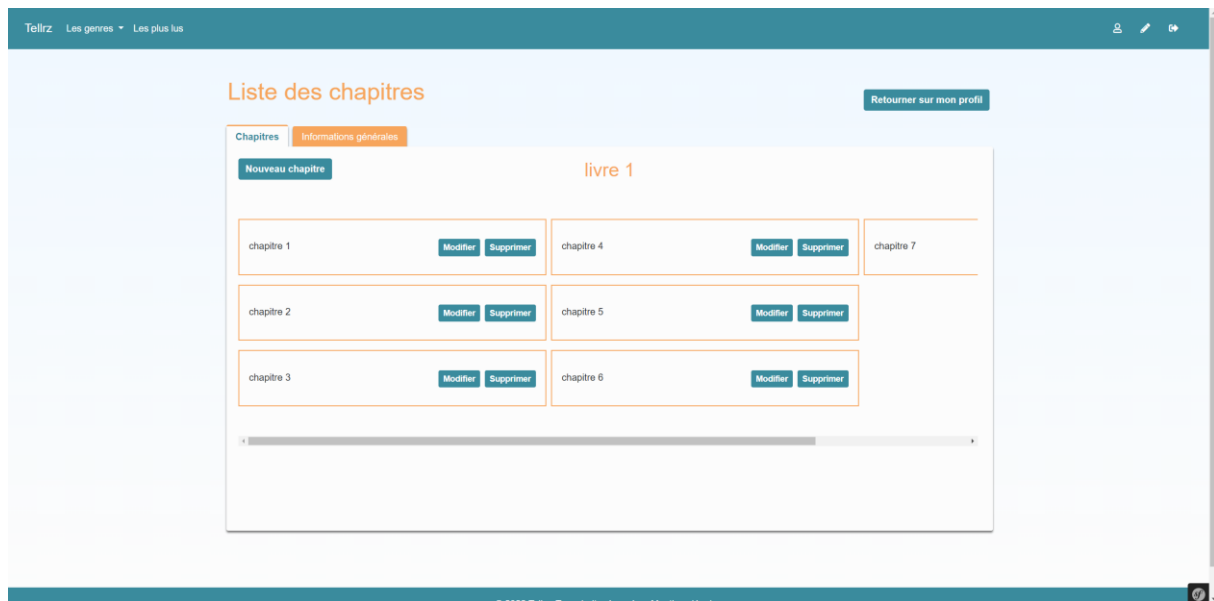 Tellrz Les genres Les plus lus
Liste des chapitres
Retourner sur mon profil
Chapitres Informations générales
Nouveau chapitre
livre 1
chapitre 1 Modifier Supprimer
chapitre 4 Modifier Supprimer
chapitre 7
chapitre 2 Modifier Supprimer
chapitre 5 Modifier Supprimer
chapitre 3 Modifier Supprimer
chapitre 6 Modifier Supprimer
sf